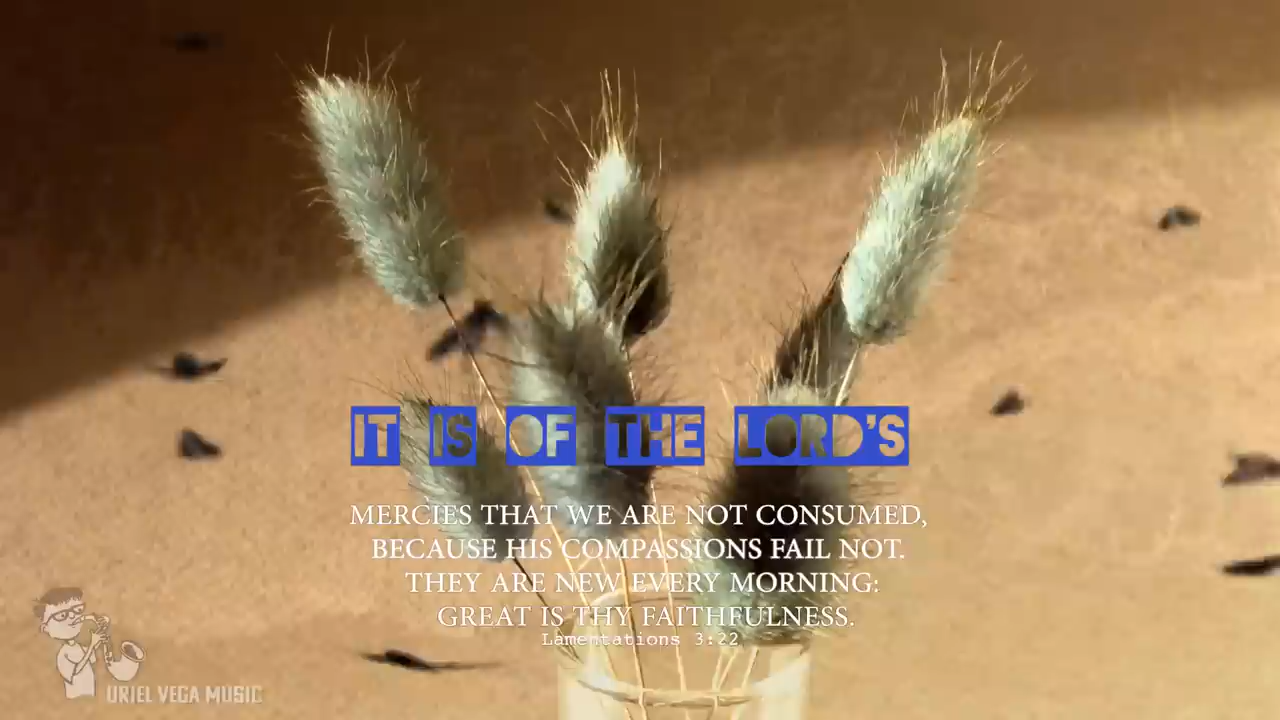 IT IS OF THE LORD'S
MERCIES THAT WE ARE NOT CONSUMED,
BECAUSE HIS COMPASSIONS FAIL NOT.
THEY ARE NEW EVERY MORNING:
GREAT IS THY FAITHFULNESS.
Lamentations 3:22
URIEL VEGA MUSIC